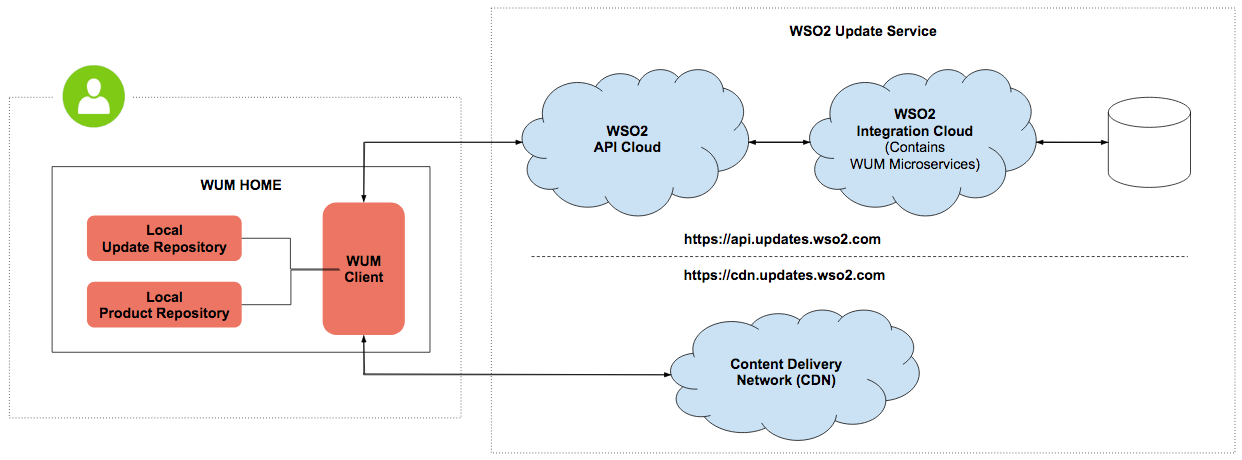 WSO2 Update Service
WSO2
API Cloud
WSO2
Integration Cloud
(Contains
WUM Microservices)
WUM HOME
Local
Update Repository
WUM
Client
Local
Product Repository
https://api.updates.wso2.com
https://cdn.updates.wso2.com
Content Delivery
Network (CDN)